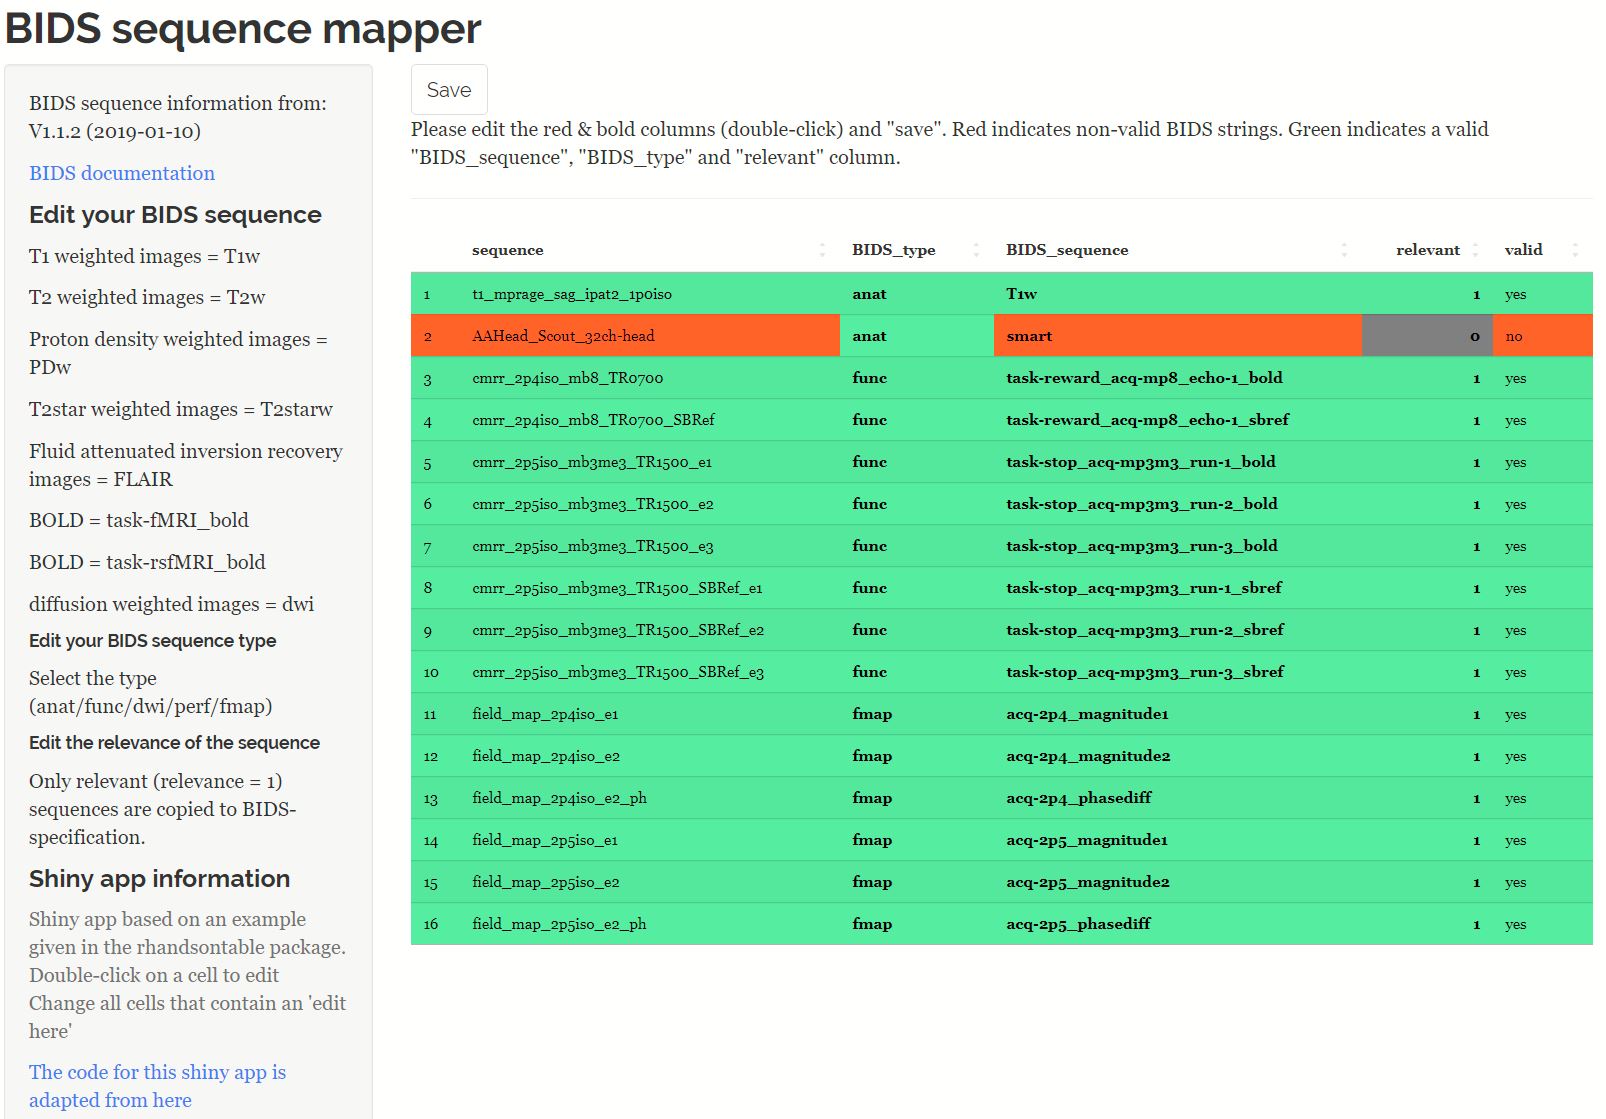 BIDS sequence mapper
BIDS sequence information from:
V1.1.2 (2019-01-10)
BIDS documentation
Edit your BIDS sequence
T1 weighted images = T1w
T2 weighted images = T2w
Proton density weighted images =
PDw
T2star weighted images = T2starw
Fluid attenuated inversion recovery
images = FLAIR
BOLD = task-fMRI_bold
BOLD = task-rsfMRI_bold
diffusion weighted images = dwi
Edit your BIDS sequence type
Select the type
(anat/func/dwi/perf/fmap)
Edit the relevance of the sequence
Only relevant (relevance = 1)
sequences are copied to BIDS-
specification.
Shiny app information
Shiny app based on an example
given in the rhandsontable package.
Double-click on a cell to edit
Change all cells that contain an 'edit
here'
The code for this shiny app is
adapted from here
Save
Please edit the red & bold columns (double-click) and "save". Red indicates non-valid BIDS strings. Green indicates a valid
"BIDS_sequence", "BIDS_type" and "relevant" column.
sequence BIDS_type BIDS_sequence relevant valid
1 t1_mprage_sag_ipat2_1p0iso anat T1w 1 yes
2 AAHead_Scout_32ch-head anat smart 0 no
3 cmrr_2p4iso_mb8_TR0700 func task-reward_acq-mp8_echo-1_bold 1 yes
4 cmrr_2p4iso_mb8_TR0700_SBRef func task-reward_acq-mp8_echo-1_sbref 1 yes
5 cmrr_2p5iso_mb3me3_TR1500_e1 func task-stop_acq-mp3m3_run-1_bold 1 yes
6 cmrr_2p5iso_mb3me3_TR1500_e2 func task-stop_acq-mp3m3_run-2_bold 1 yes
7 cmrr_2p5iso_mb3me3_TR1500_e3 func task-stop_acq-mp3m3_run-3_bold 1 yes
8 cmrr_2p5iso_mb3me3_TR1500_SBRef_e1 func task-stop_acq-mp3m3_run-1_sbref 1 yes
9 cmrr_2p5iso_mb3me3_TR1500_SBRef_e2 func task-stop_acq-mp3m3_run-2_sbref 1 yes
10 cmrr_2p5iso_mb3me3_TR1500_SBRef_e3 func task-stop_acq-mp3m3_run-3_sbref 1 yes
11 field_map_2p4iso_e1 fmap acq-2p4_magnitude1 1 yes
12 field_map_2p4iso_e2 fmap acq-2p4_magnitude2 1 yes
13 field_map_2p4iso_e2_ph fmap acq-2p4_phasediff 1 yes
14 field_map_2p5iso_e1 fmap acq-2p5_magnitude1 1 yes
15 field_map_2p5iso_e2 fmap acq-2p5_magnitude2 1 yes
16 field_map_2p5iso_e2_ph fmap acq-2p5_phasediff 1 yes